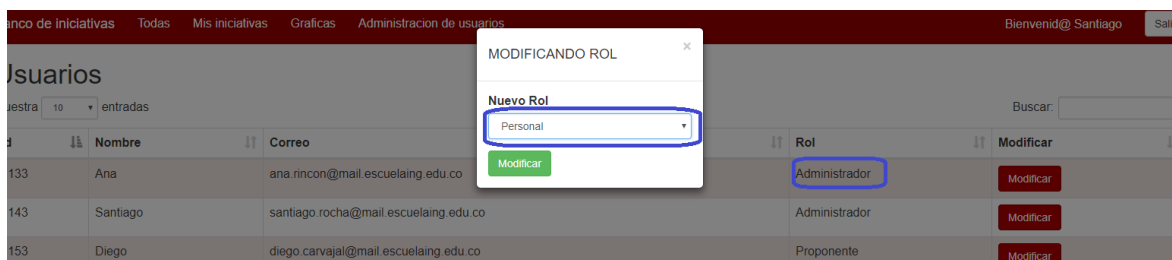 anco de iniciativas Todas Mis iniciativas Graficas Administracion de usuarios Bienvenid@ Santiago Sali
MODIFICANDO ROL ×
Usuarios
Nuevo Rol
uestra 10 entradas Buscar:
Personal
d Nombre Correo Rol Modificar
Modificar
133 Ana ana.rincon@mail.escuelaing.edu.co Administrador Modificar
143 Santiago santiago.rocha@mail.escuelaing.edu.co Administrador Modificar
153 Diego diego.carvajal@mail.escuelaing.edu.co Proponente Modificar